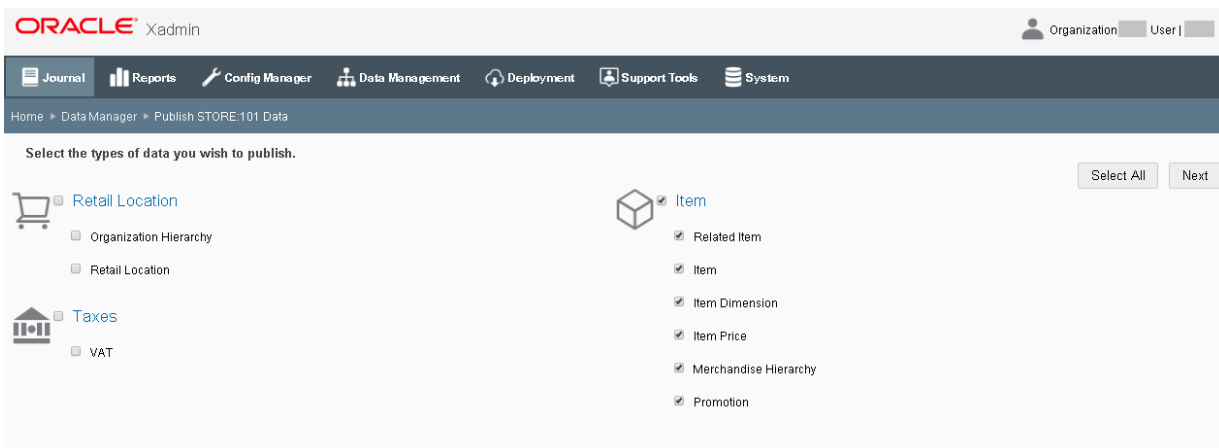 ORACLE® Xadmin
Organization User |
Journal Reports Config Manager Data Management Deployment Support Tools System
Home ▸ Data Manager ▸ Publish STORE:101 Data
Select the types of data you wish to publish.
Select All Next
Retail Location
Organization Hierarchy
Retail Location
Taxes
VAT
Item
Related Item
Item
Item Dimension
Item Price
Merchandise Hierarchy
Promotion